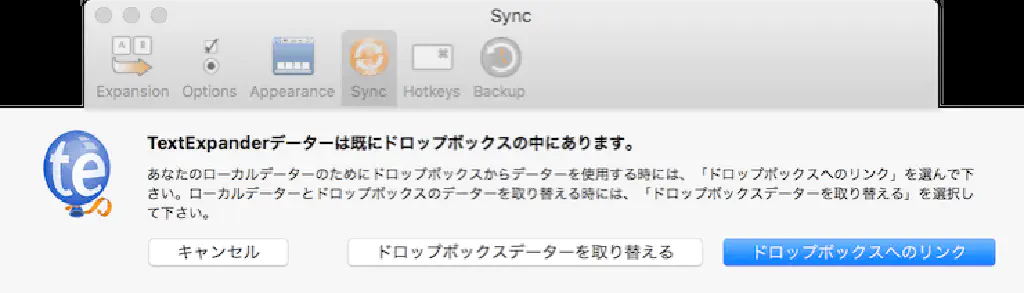 Sync
A B
⌘
Expansion Options Appearance Sync Hotkeys Backup
te
TextExpanderデーターは既にドロップボックスの中にあります。
あなたのローカルデーターのためにドロップボックスからデーターを使用する時には、「ドロップボックスへのリンク」を選んで下
さい。ローカルデーターとドロップボックスのデーターを取り替える時には、「ドロップボックスデーターを取り替える」を選択し
て下さい。
キャンセル ドロップボックスデーターを取り替える ドロップボックスへのリンク